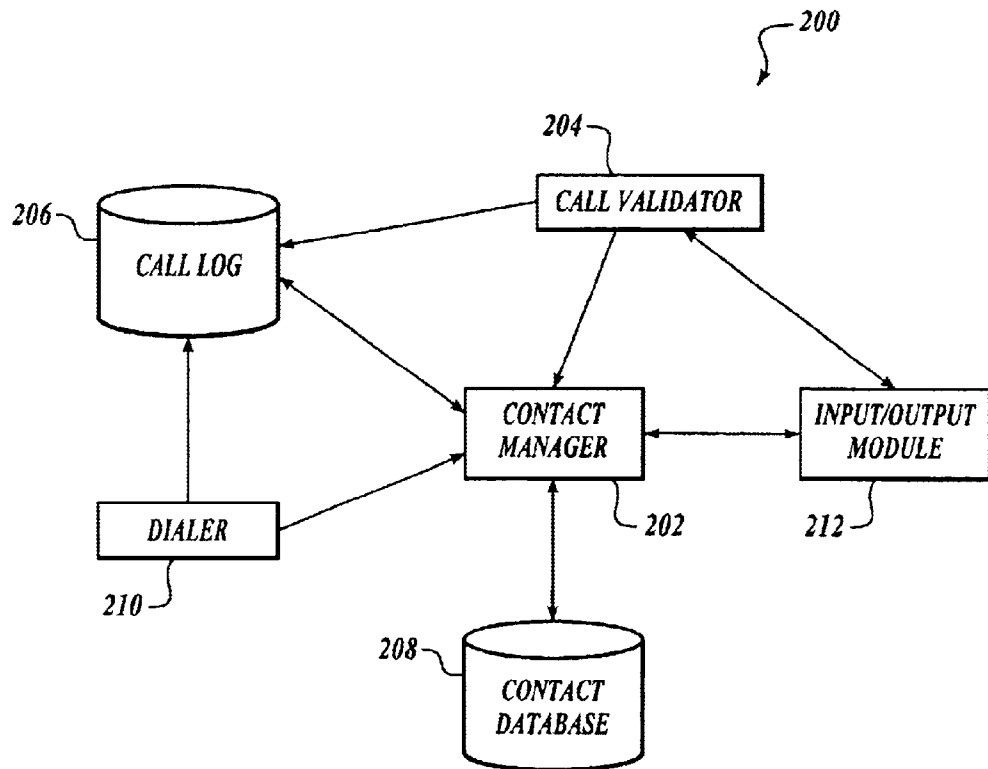 200
204
CALL VALIDATOR
206
CALL LOG
CONTACT
MANAGER
202
INPUT/OUTPUT
MODULE
212
DIALER
210
208
CONTACT
DATABASE